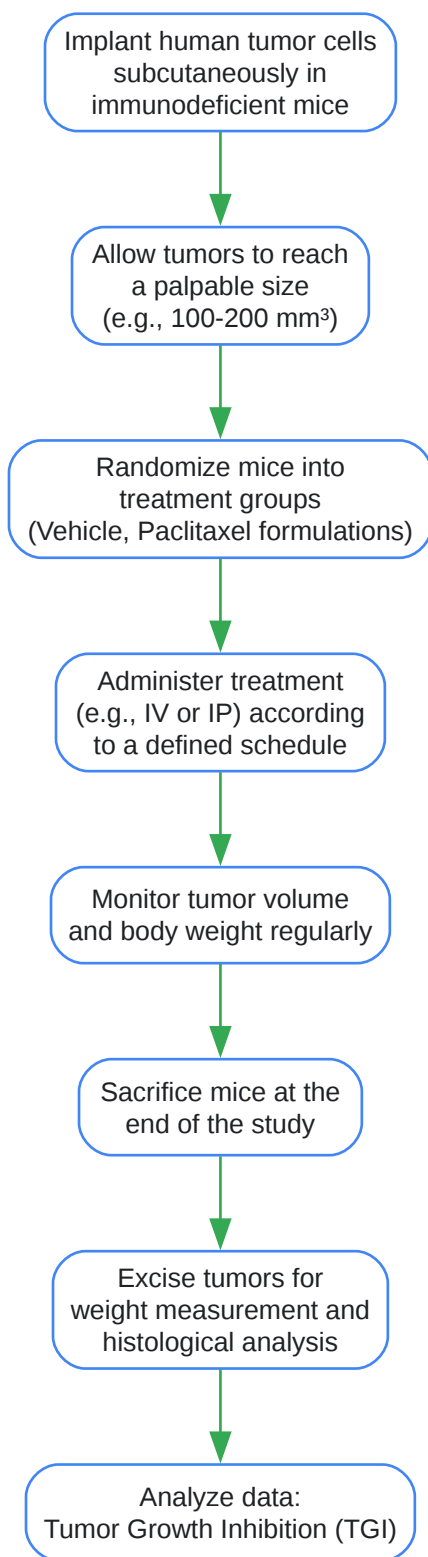 Implant human tumor cells
subcutaneously in
immunodeficient mice
Allow tumors to reach
a palpable size
(e.g., 100-200 mm³)
Randomize mice into
treatment groups
(Vehicle, Paclitaxel formulations)
Administer treatment
(e.g., IV or IP) according
to a defined schedule
Monitor tumor volume
and body weight regularly
Sacrifice mice at the
end of the study
Excise tumors for
weight measurement and
histological analysis
Analyze data:
Tumor Growth Inhibition (TGI)